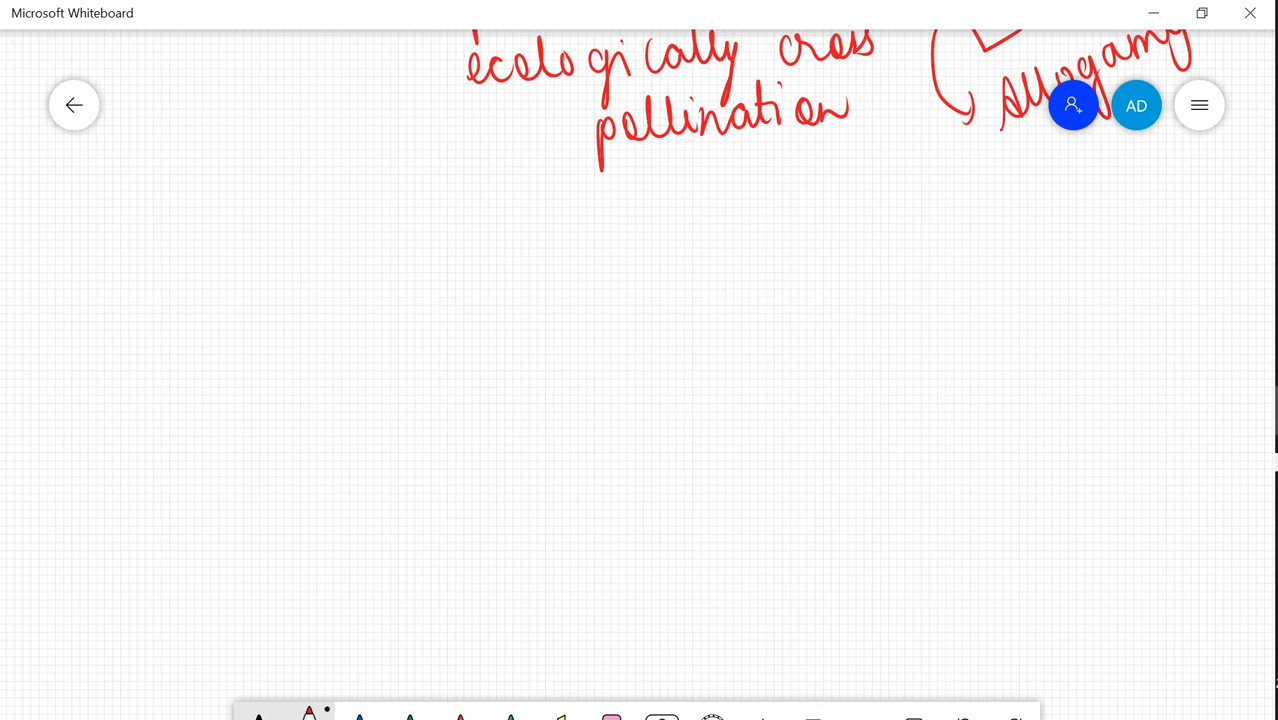 Microsoft Whiteboard
ecologically cross
pollination
allogamy
AD